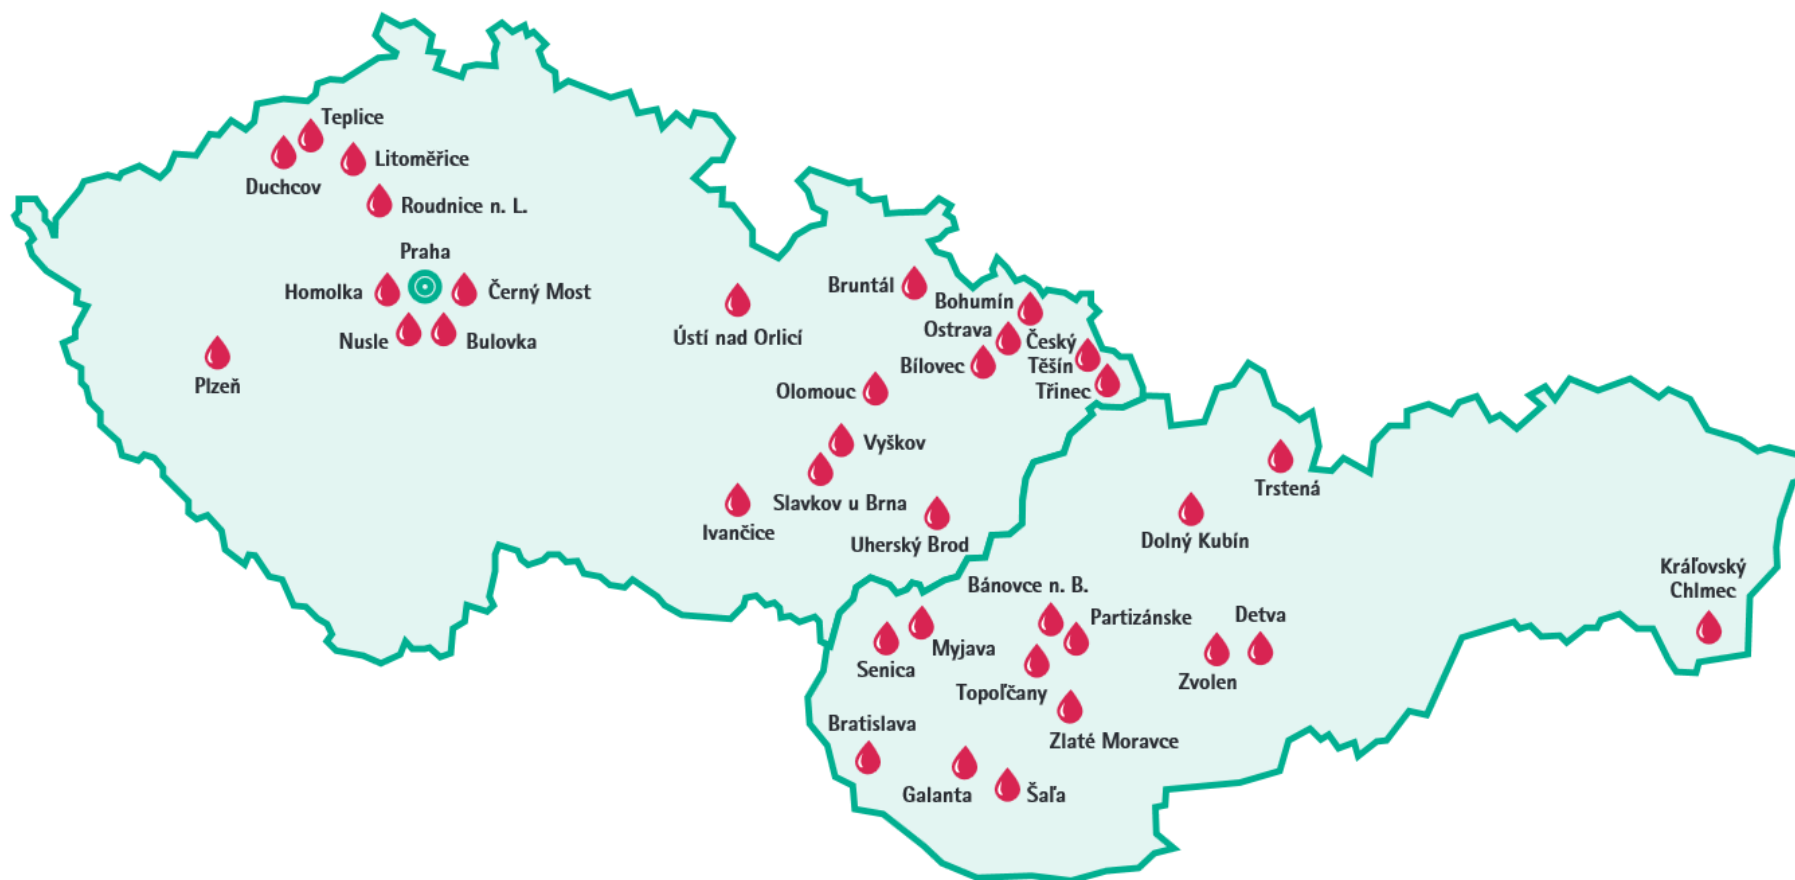 Teplice
Litoměřice
Duchcov
Roudnice n. L.
Praha
Homolka
Černý Most
Nusle
Bulovka
Plzeň
Ústí nad Orlicí
Bruntál
Bohumín
Ostrava
Český
Těšín
Bílovec
Třinec
Olomouc
Vyškov
Slavkov u Brna
Ivančice
Uherský Brod
Trstená
Dolný Kubín
Kráľovský
Chlmec
Bánovce n. B.
Partizánske
Detva
Myjava
Senica
Topoľčany
Zvolen
Bratislava
Zlaté Moravce
Galanta
Šaľa